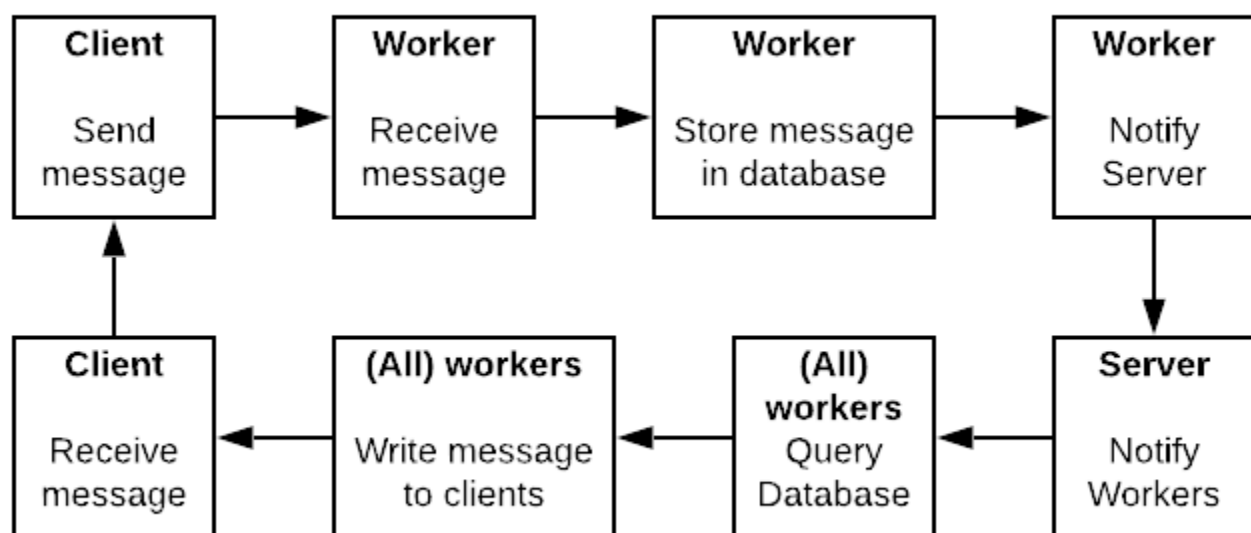 Client
Send
message
Worker
Receive
message
Worker
Store message
in database
Worker
Notify
Server
Client
Receive
message
(All) workers
Write message
to clients
(All)
workers
Query
Database
Server
Notify
Workers